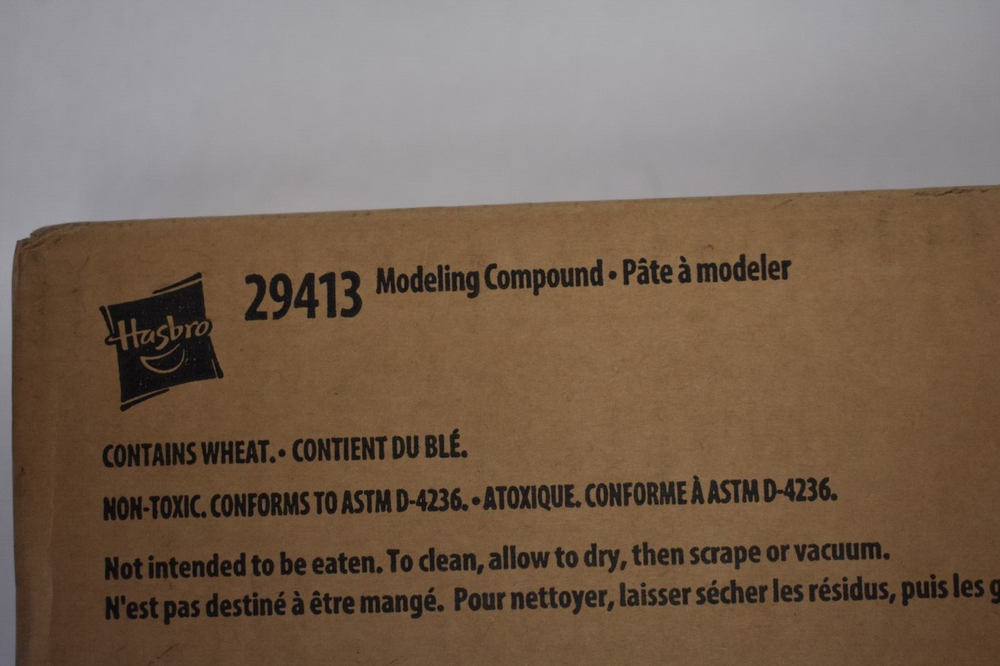 Hasbro
29413 Modeling Compound • Pâte à modeler
CONTAINS WHEAT. • CONTIENT DU BLÉ.
NON-TOXIC. CONFORMS TO ASTM D-4236. • ATOXIQUE. CONFORME À ASTM D-4236.
Not intended to be eaten. To clean, allow to dry, then scrape or vacuum.
N'est pas destiné à être mangé. Pour nettoyer, laisser sécher les résidus, puis les